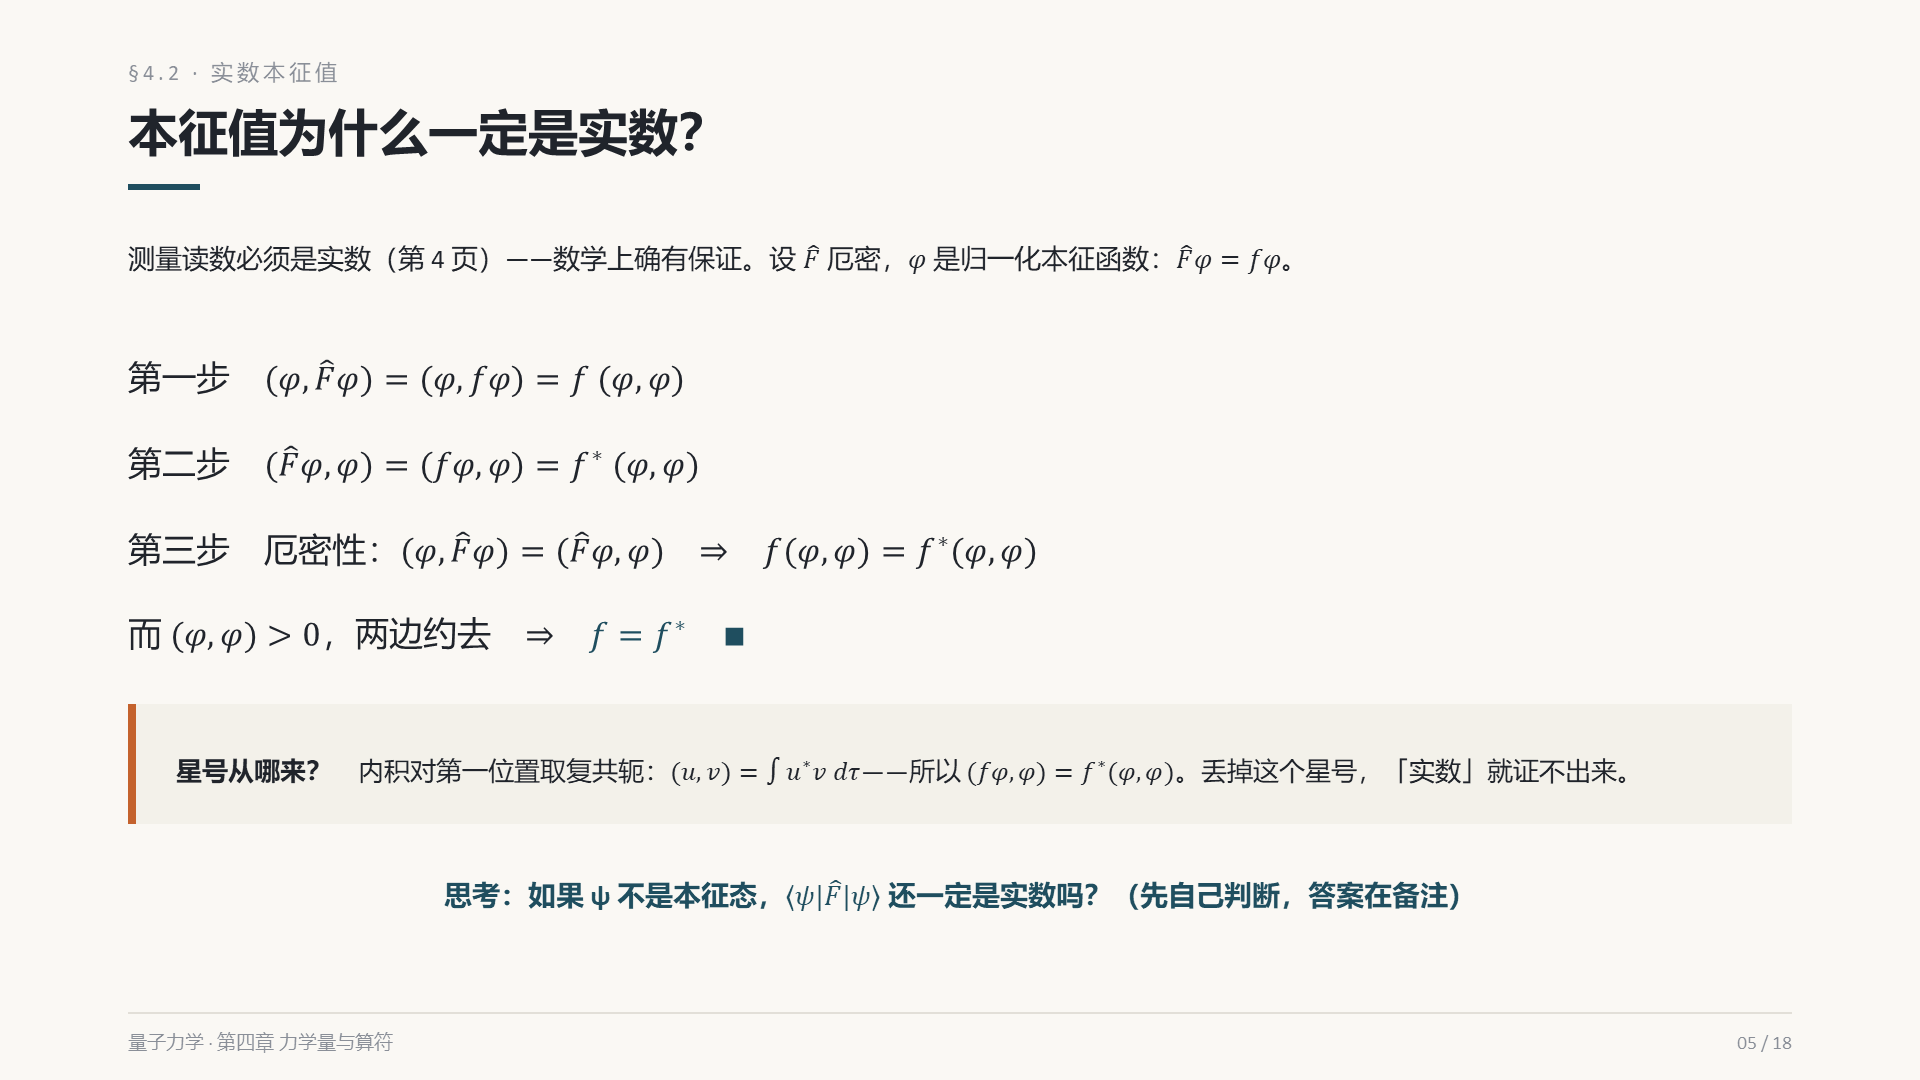 §4.2 · 实数本征值
本征值为什么一定是实数？
测量读数必须是实数（第 4 页）——数学上确有保证。设 F̂ 厄密，φ 是归一化本征函数：F̂φ = fφ。
第一步 (φ, F̂φ) = (φ, fφ) = f (φ, φ)
第二步 (F̂φ, φ) = (fφ, φ) = f* (φ, φ)
第三步 厄密性：(φ, F̂φ) = (F̂φ, φ) ⇒ f(φ, φ) = f*(φ, φ)
而 (φ, φ) > 0，两边约去 ⇒ f = f* ■
星号从哪来？ 内积对第一位置取复共轭：(u, v) = ∫ u*v dτ——所以 (fφ, φ) = f*(φ, φ)。丢掉这个星号，「实数」就证不出来。
思考：如果 ψ 不是本征态，⟨ψ|F̂|ψ⟩ 还一定是实数吗？（先自己判断，答案在备注）
量子力学 · 第四章 力学量与算符
05 / 18